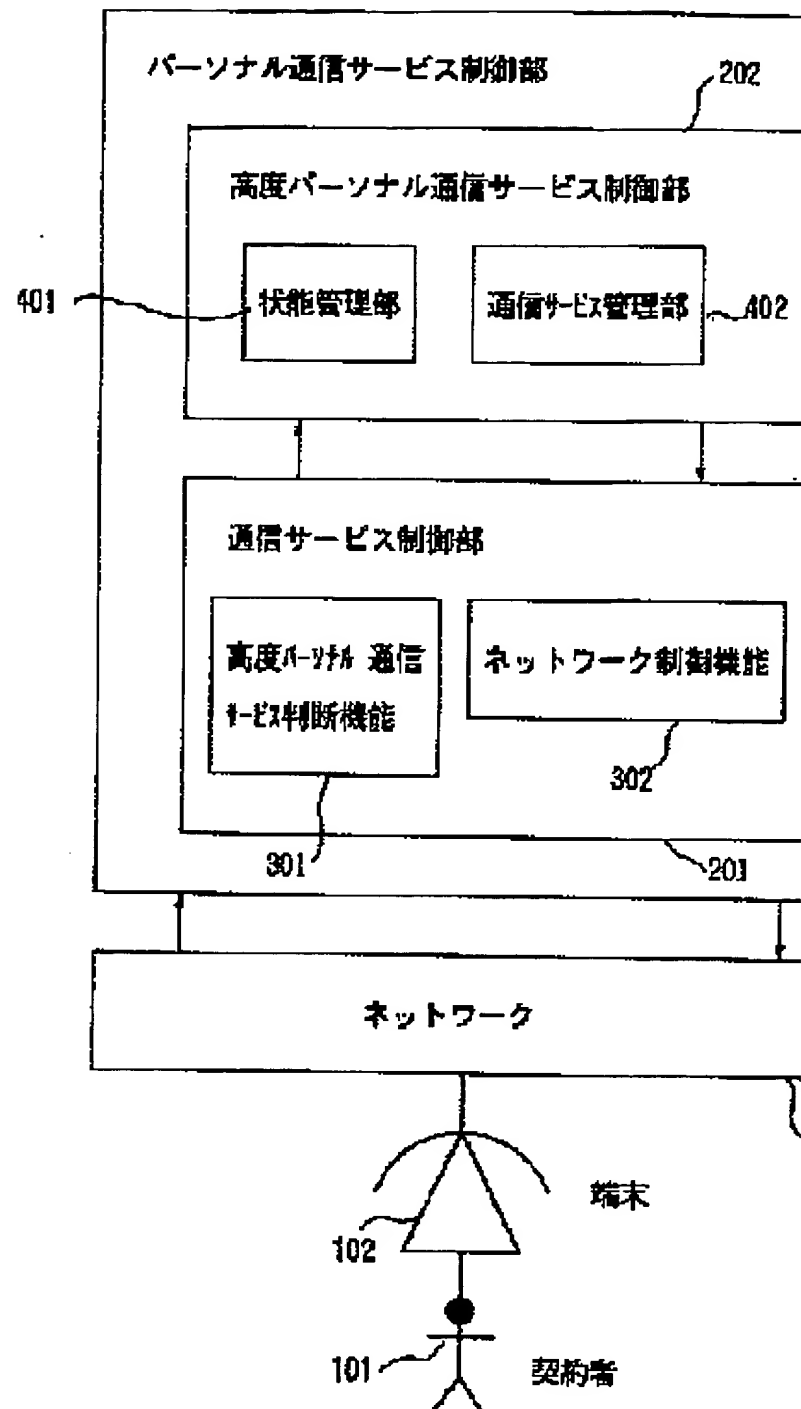 パーソナル通信サービス制御部
202
高度パーソナル通信サービス制御部
401
状態管理部
通信サービス管理部
402
通信サービス制御部
高度パーソナル 通信
サービス判断機能
ネットワーク制御機能
302
301
201
ネットワーク
端末
102
101
契約者